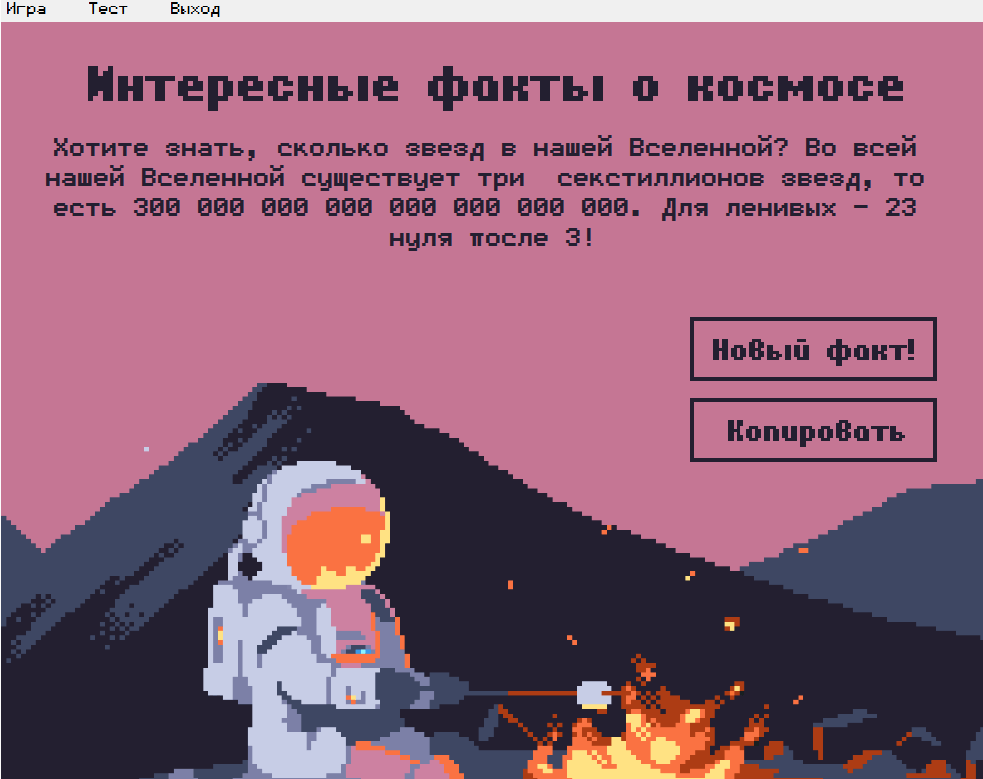 Игра Тест Выход
Интересные факты о космосе
Хотите знать, сколько звезд в нашей Вселенной? Во всей
нашей Вселенной существует три секстиллионов звезд, то
есть 300 000 000 000 000 000 000 000. Для ленивых - 23
нуля после 3!
Новый факт!
Копировать